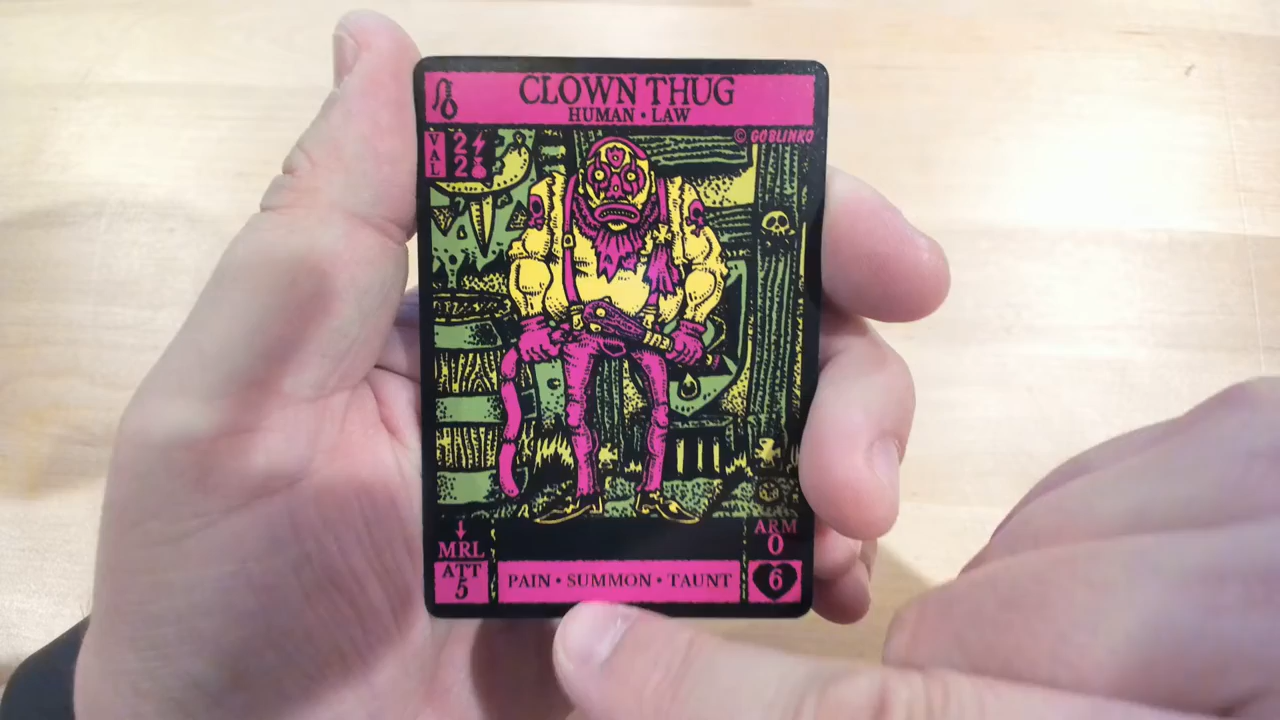 CLOWN THUG
HUMAN • LAW
© GOBLINKO
VAL
2
2
MRL
ARM
0
ATT
5
PAIN • SUMMON • TAUNT
6